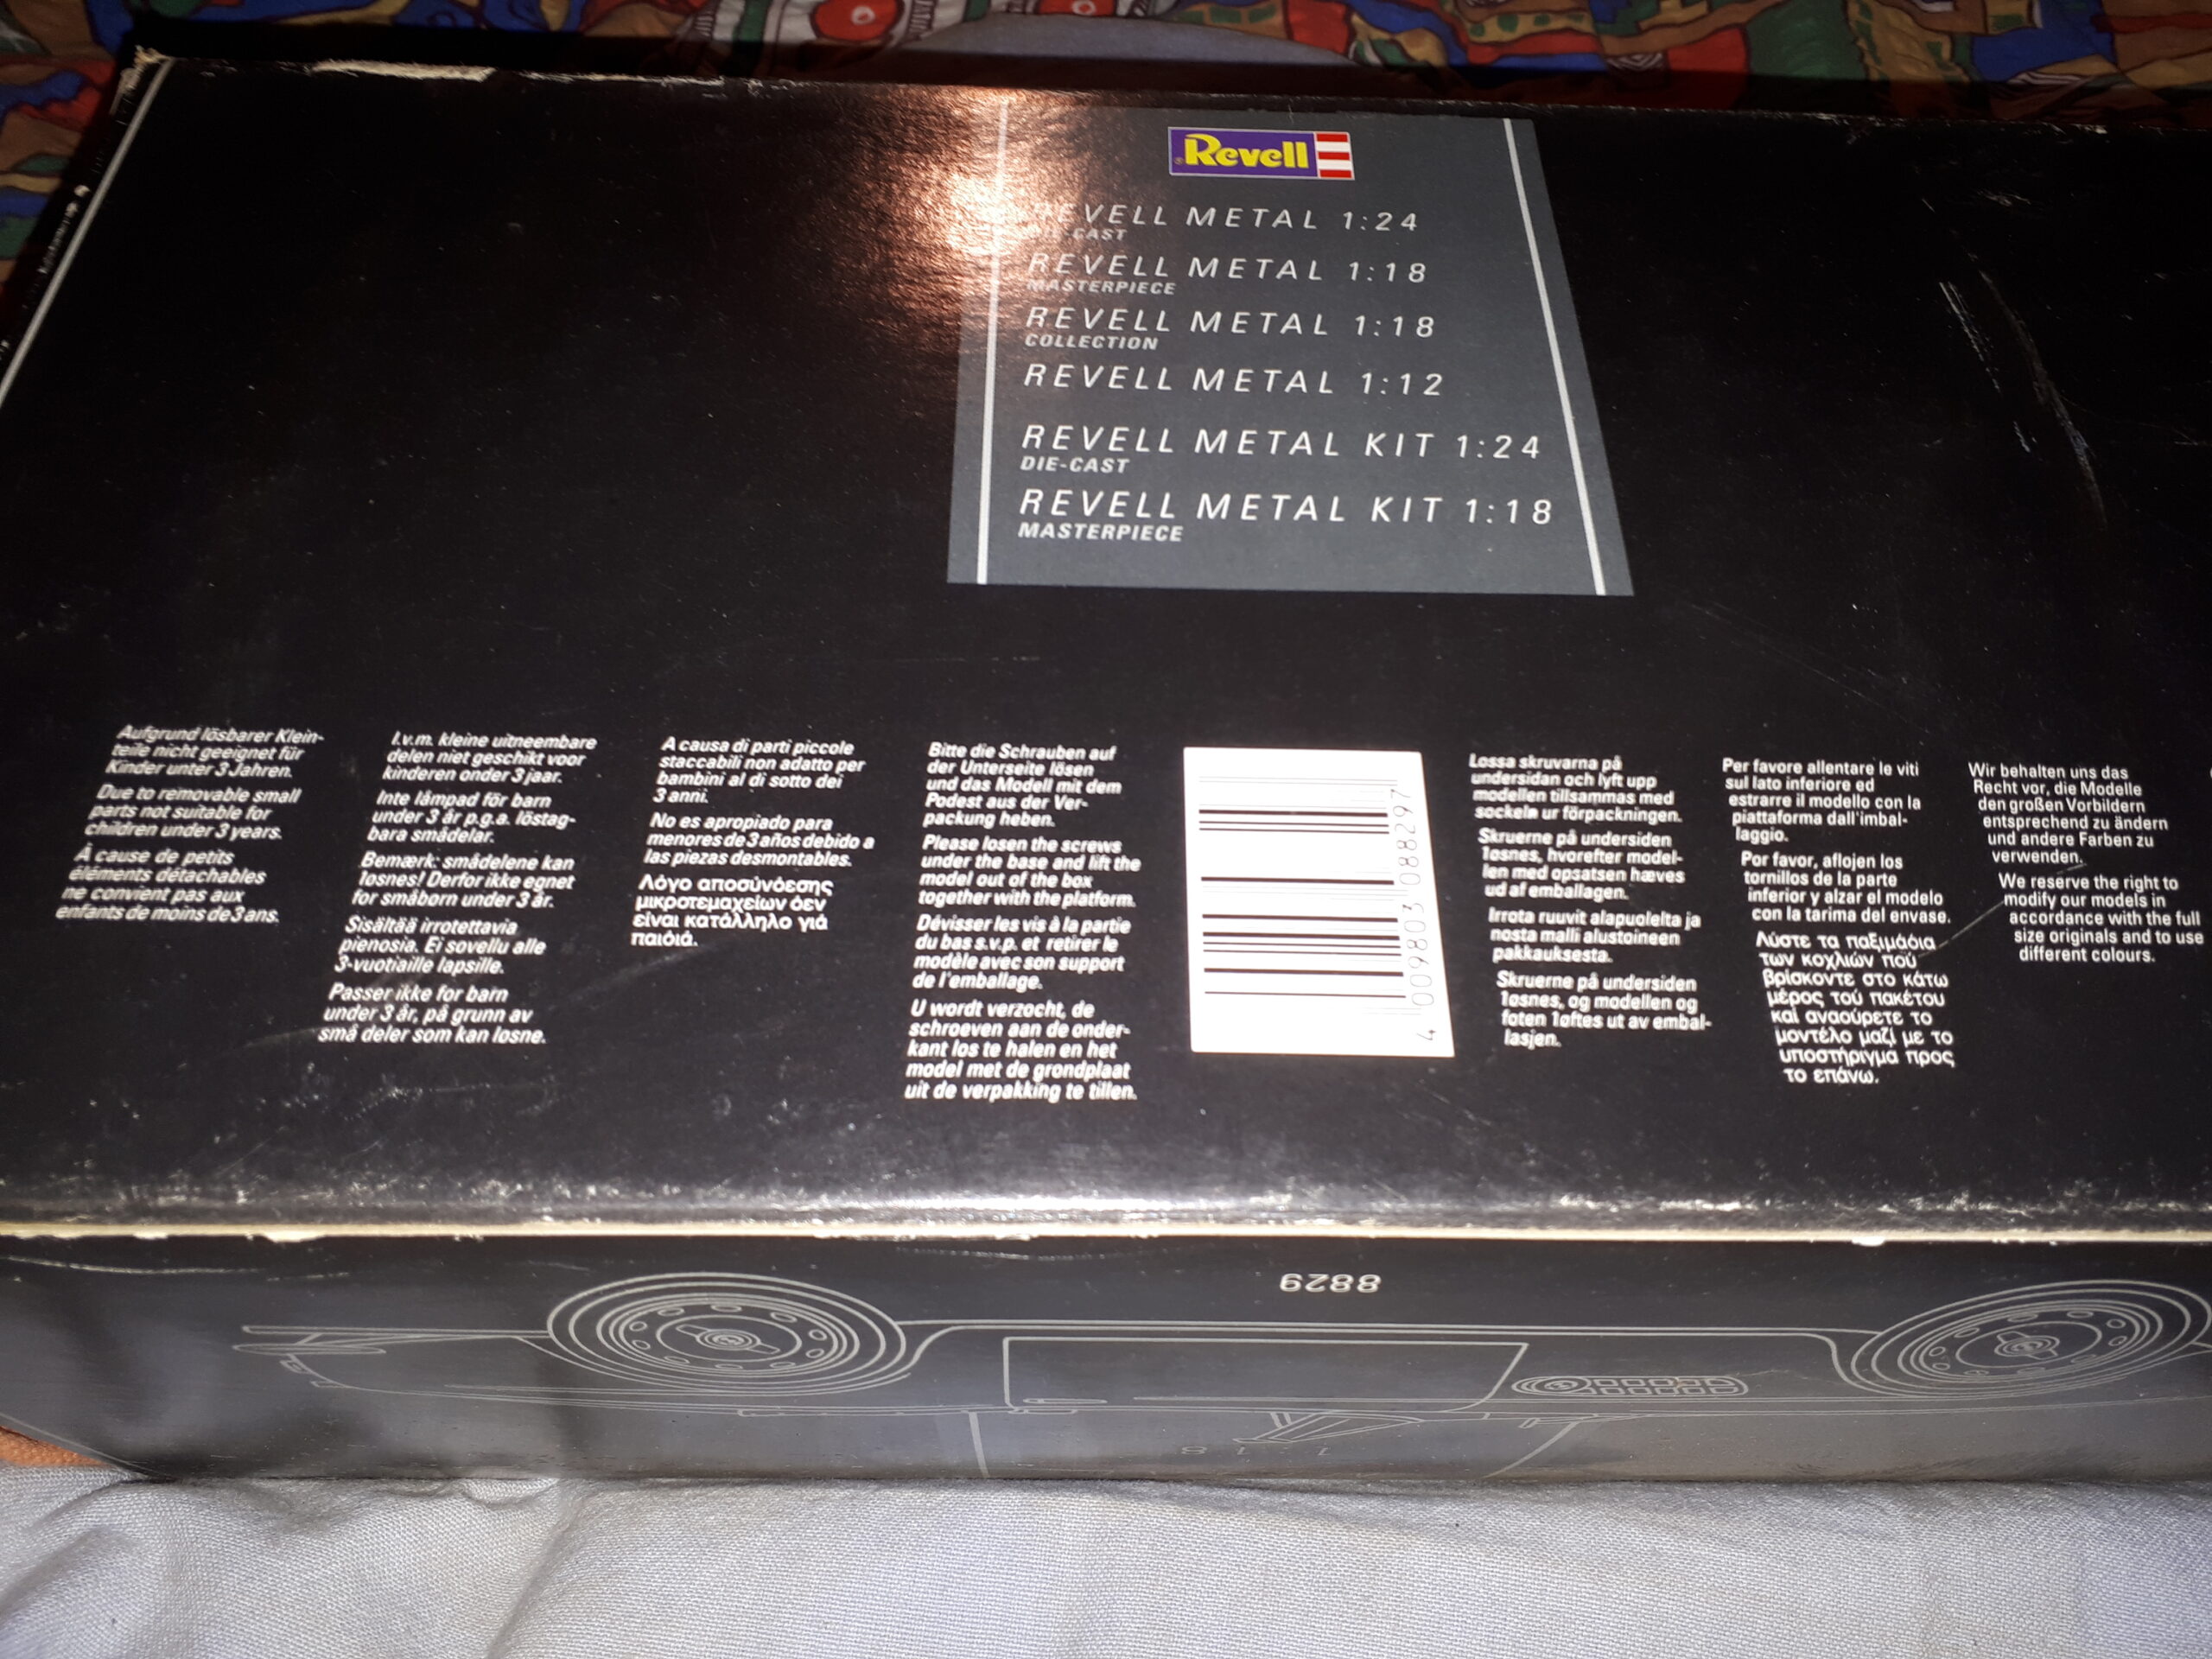 Revell
REVELL METAL 1:24
DIE-CAST
REVELL METAL 1:18
MASTERPIECE
REVELL METAL 1:18
COLLECTION
REVELL METAL 1:12
REVELL METAL KIT 1:24
DIE-CAST
REVELL METAL KIT 1:18
MASTERPIECE
Aufgrund lösbarer Klein-
teile nicht geeignet für
Kinder unter 3 Jahren.
Due to removable small
parts not suitable for
children under 3 years.
À cause de petits
éléments détachables
ne convient pas aux
enfants de moins de 3 ans.
I.v.m. kleine uitneembare
delen niet geschikt voor
kinderen onder 3 jaar.
Inte lämpad för barn
under 3 år p.g.a. löstag-
bara smådelar.
Bemærk: smådelene kan
løsnes! Derfor ikke egnet
for småbørn under 3 år.
Sisältää irrotettavia
pienosia. Ei sovellu alle
3-vuotiaille lapsille.
Passer ikke for barn
under 3 år, på grunn av
små deler som kan løsne.
A causa di parti piccole
staccabili non adatto per
bambini al di sotto dei
3 anni.
No es apropiado para
menores de 3 años debido a
las piezas desmontables.
Λόγο αποσύνδεσης
μικροτεμαχείων δεν
είναι κατάλληλο γιά
παιδιά.
Bitte die Schrauben auf
der Unterseite lösen
und das Modell mit dem
Podest aus der Ver-
packung heben.
Please losen the screws
under the base and lift the
model out of the box
together with the platform.
Dévisser les vis à la partie
du bas s.v.p. et retirer le
modèle avec son support
de l'emballage.
U wordt verzocht, de
schroeven aan de onder-
kant los te halen en het
model met de grondplaat
uit de verpakking te tillen.
4 009803 088297
Lossa skruvarna på
undersidan och lyft upp
modellen tillsammas med
sockeln ur förpackningen.
Skruerne på undersiden
løsnes, hvorefter model-
len med opsatsen hæves
ud af emballagen.
Irrota ruuvit alapuolelta ja
nosta malli alustoineen
pakkauksesta.
Skruerne på undersiden
løsnes, og modellen og
foten løftes ut av embal-
lasjen.
Per favore allentare le viti
sul lato inferiore ed
estrarre il modello con la
piattaforma dall'imbal-
laggio.
Por favor, aflojen los
tornillos de la parte
inferior y alzar el modelo
con la tarima del envase.
Λύστε τα παξιμάδια
των κοχλιών πού
βρίσκοντε στο κάτω
μέρος τού πακέτου
καί ανασύρετε το
μοντέλο μαζί με το
υποστήριγμα προς
το επάνω.
Wir behalten uns das
Recht vor, die Modelle
den großen Vorbildern
entsprechend zu ändern
und andere Farben zu
verwenden.
We reserve the right to
modify our models in
accordance with the full
size originals and to use
different colours.
8829
1:18